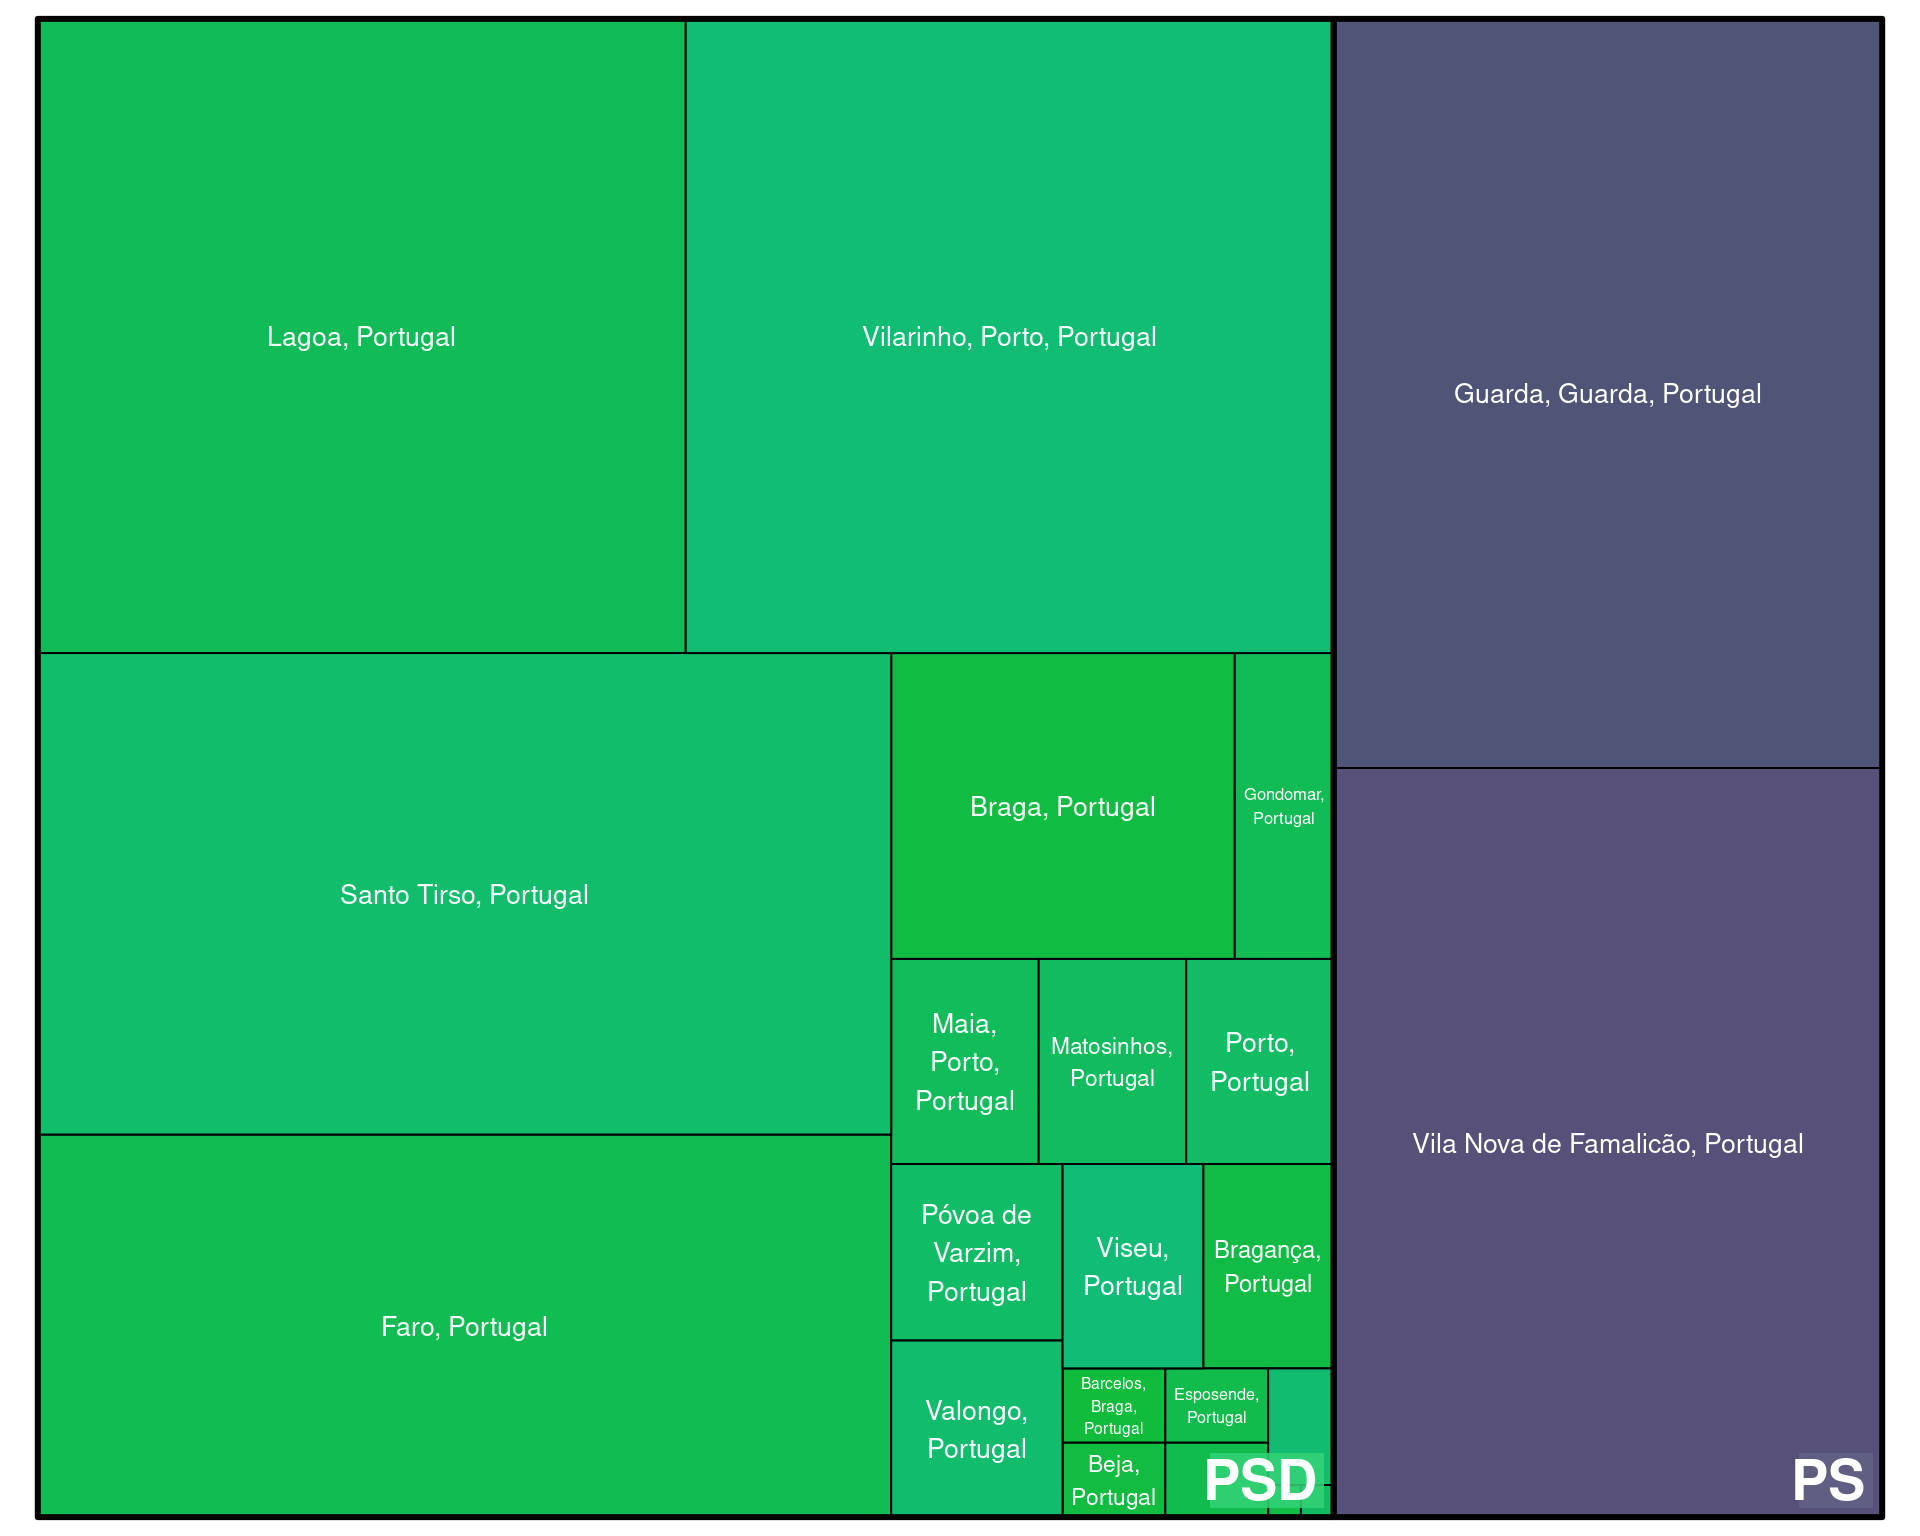 Lagoa, Portugal
Vilarinho, Porto, Portugal
Guarda, Guarda, Portugal
Santo Tirso, Portugal
Braga, Portugal
Gondomar,
Portugal
Maia,
Porto,
Portugal
Matosinhos,
Portugal
Porto,
Portugal
Vila Nova de Famalicão, Portugal
Faro, Portugal
Póvoa de
Varzim,
Portugal
Viseu,
Portugal
Bragança,
Portugal
Valongo,
Portugal
Barcelos,
Braga,
Portugal
Esposende,
Portugal
Beja,
Portugal
PSD
PS